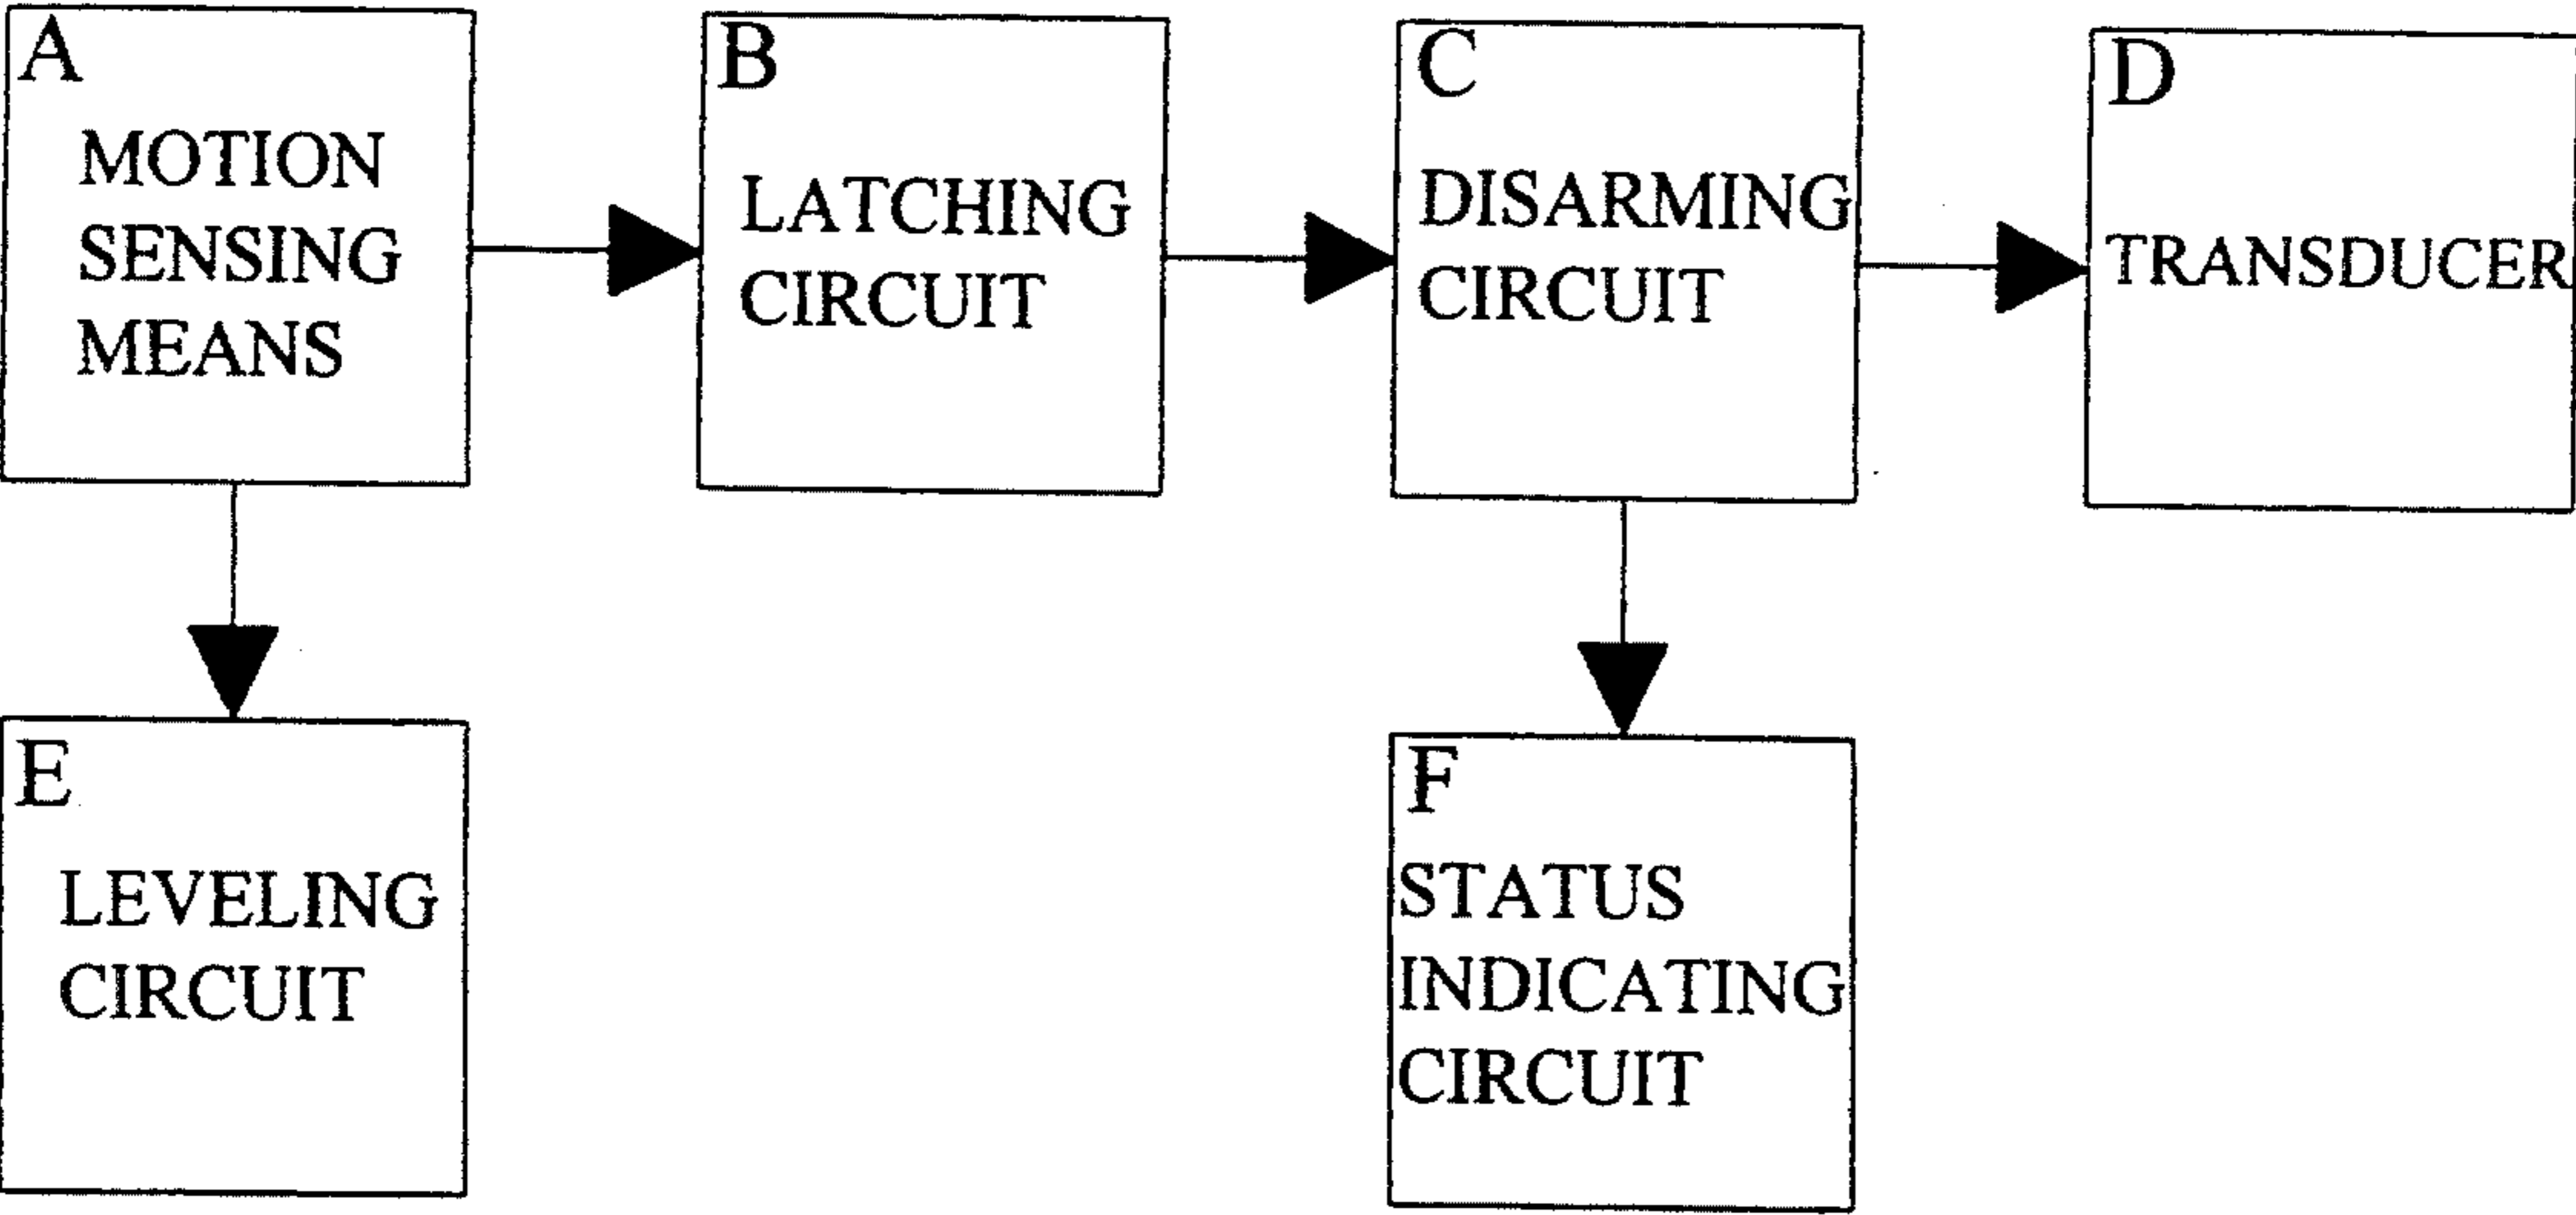 A
MOTION
SENSING
MEANS
B
LATCHING
CIRCUIT
C
DISARMING
CIRCUIT
D
TRANSDUCER
E
LEVELING
CIRCUIT
F
STATUS
INDICATING
CIRCUIT